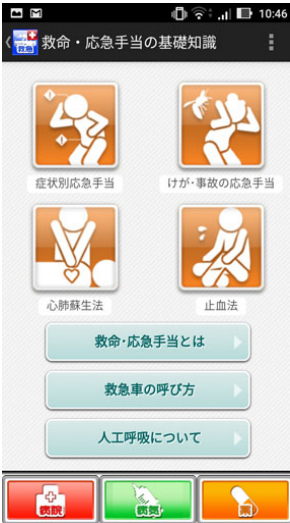 10:46
救急
救命・応急手当の基礎知識
症状別応急手当
けが・事故の応急手当
心肺蘇生法
止血法
救命・応急手当とは
救急車の呼び方
人工呼吸について
病院
病気
薬